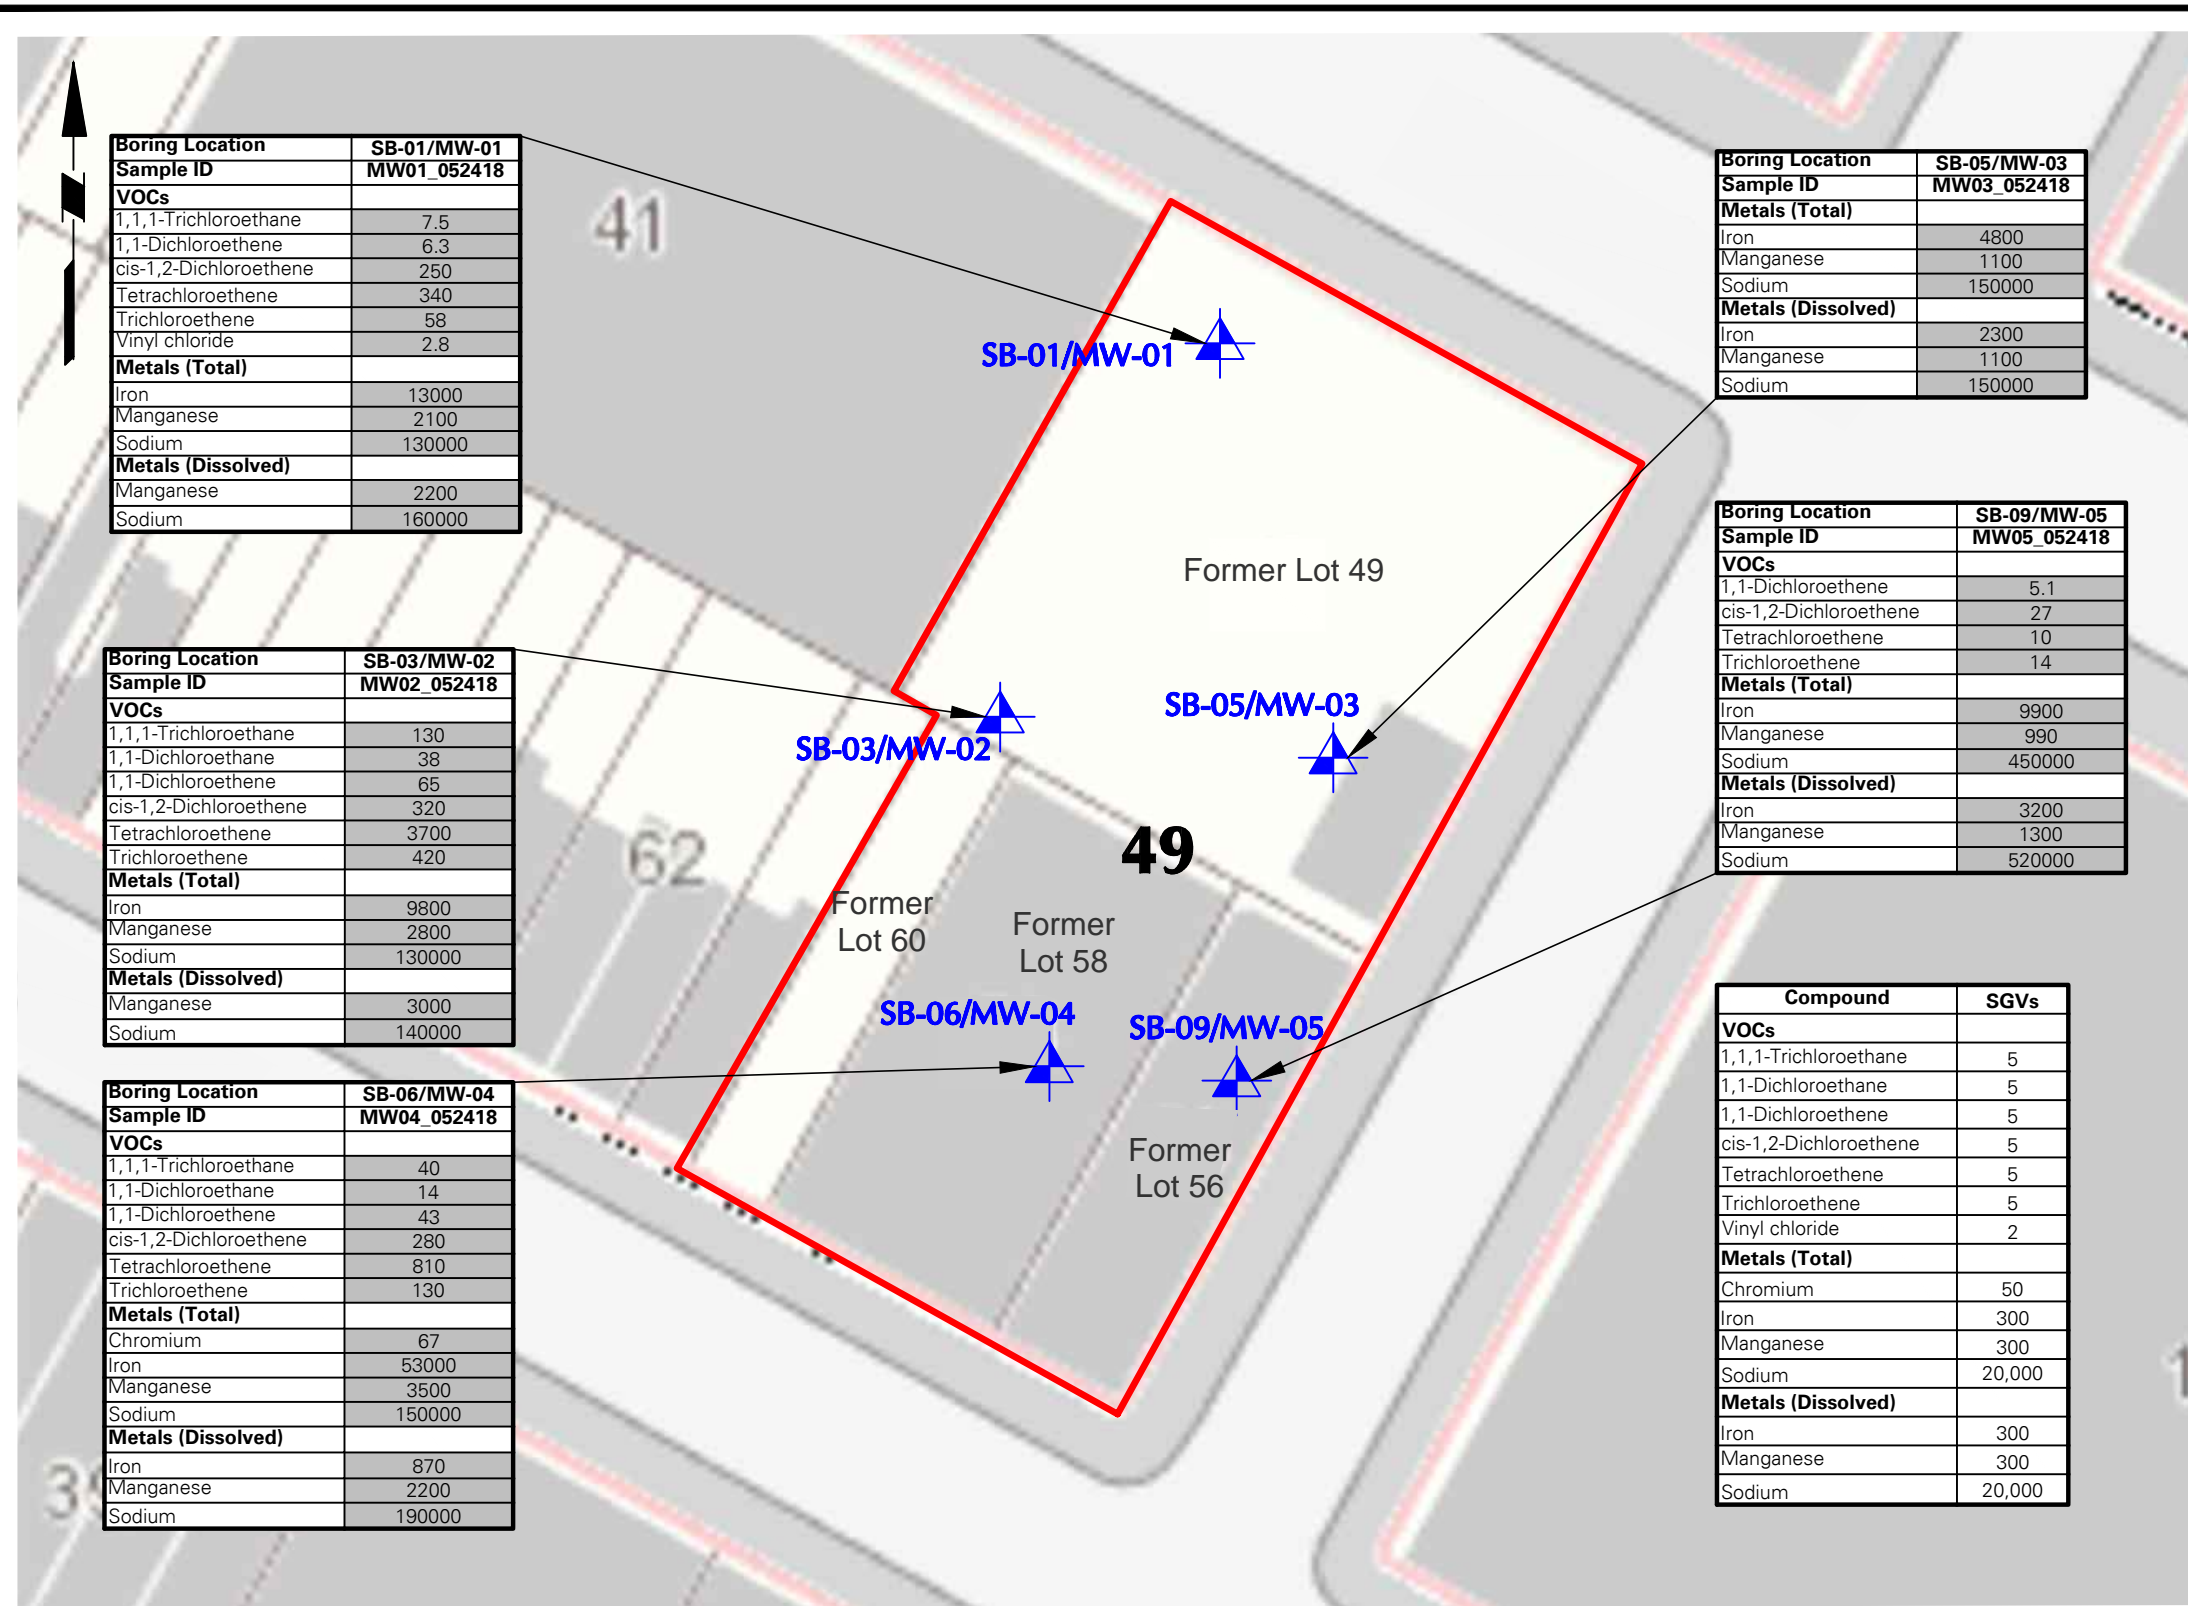 Boring Location SB-01/MW-01
Sample ID MW01_052418
VOCs
1,1,1-Trichloroethane 7.5
1,1-Dichloroethene 6.3
cis-1,2-Dichloroethene 250
Tetrachloroethene 340
Trichloroethene 58
Vinyl chloride 2.8
Metals (Total)
Iron 13000
Manganese 2100
Sodium 130000
Metals (Dissolved)
Manganese 2200
Sodium 160000
Boring Location SB-03/MW-02
Sample ID MW02_052418
VOCs
1,1,1-Trichloroethane 130
1,1-Dichloroethane 38
1,1-Dichloroethene 65
cis-1,2-Dichloroethene 320
Tetrachloroethene 3700
Trichloroethene 420
Metals (Total)
Iron 9800
Manganese 2800
Sodium 130000
Metals (Dissolved)
Manganese 3000
Sodium 140000
Boring Location SB-06/MW-04
Sample ID MW04_052418
VOCs
1,1,1-Trichloroethane 40
1,1-Dichloroethane 14
1,1-Dichloroethene 43
cis-1,2-Dichloroethene 280
Tetrachloroethene 810
Trichloroethene 130
Metals (Total)
Chromium 67
Iron 53000
Manganese 3500
Sodium 150000
Metals (Dissolved)
Iron 870
Manganese 2200
Sodium 190000
41
SB-01/MW-01
Former Lot 49
SB-05/MW-03
SB-03/MW-02
49
62
Former
Lot 60
Former
Lot 58
SB-06/MW-04
SB-09/MW-05
Former
Lot 56
Boring Location SB-05/MW-03
Sample ID MW03_052418
Metals (Total)
Iron 4800
Manganese 1100
Sodium 150000
Metals (Dissolved)
Iron 2300
Manganese 1100
Sodium 150000
Boring Location SB-09/MW-05
Sample ID MW05_052418
VOCs
1,1-Dichloroethene 5.1
cis-1,2-Dichloroethene 27
Tetrachloroethene 10
Trichloroethene 14
Metals (Total)
Iron 9900
Manganese 990
Sodium 450000
Metals (Dissolved)
Iron 3200
Manganese 1300
Sodium 520000
Compound SGVs
VOCs
1,1,1-Trichloroethane 5
1,1-Dichloroethane 5
1,1-Dichloroethene 5
cis-1,2-Dichloroethene 5
Tetrachloroethene 5
Trichloroethene 5
Vinyl chloride 2
Metals (Total)
Chromium 50
Iron 300
Manganese 300
Sodium 20,000
Metals (Dissolved)
Iron 300
Manganese 300
Sodium 20,000